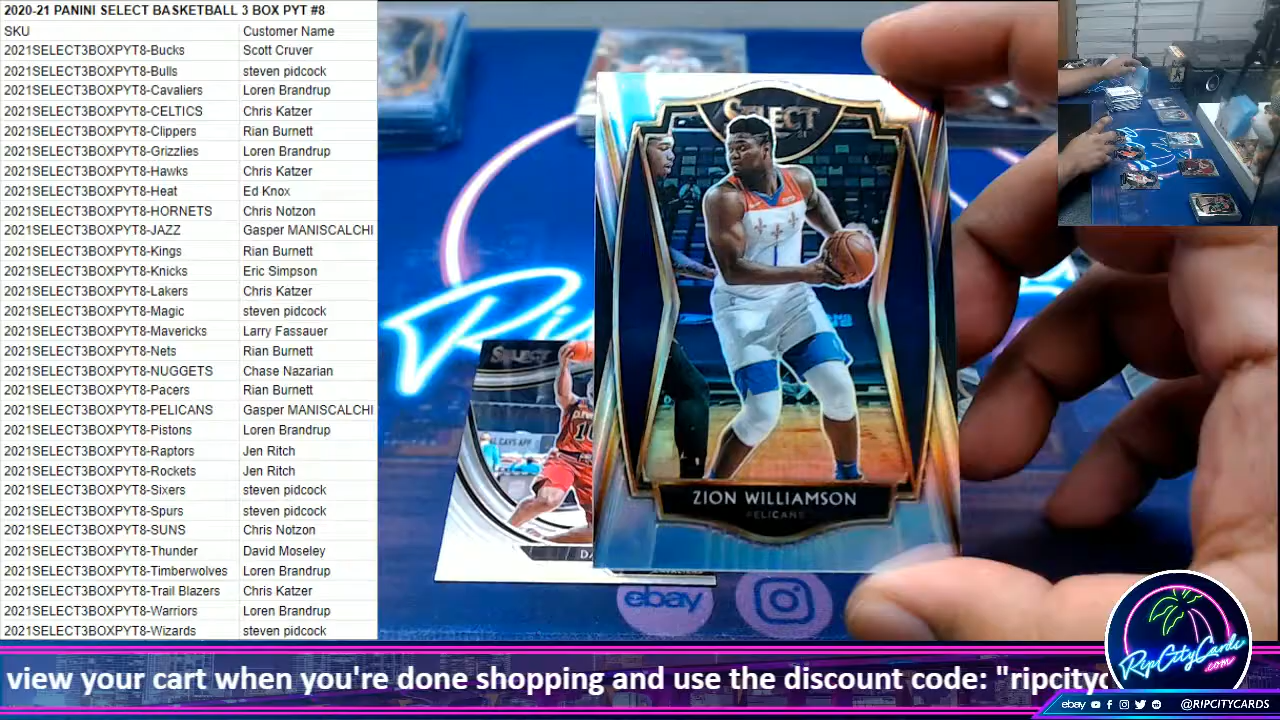 2020-21 PANINI SELECT BASKETBALL 3 BOX PYT #8
SKU Customer Name
2021SELECT3BOXPYT8-Bucks Scott Cruver
2021SELECT3BOXPYT8-Bulls steven pidcock
2021SELECT3BOXPYT8-Cavaliers Loren Brandrup
2021SELECT3BOXPYT8-CELTICS Chris Katzer
2021SELECT3BOXPYT8-Clippers Rian Burnett
2021SELECT3BOXPYT8-Grizzlies Loren Brandrup
2021SELECT3BOXPYT8-Hawks Chris Katzer
2021SELECT3BOXPYT8-Heat Ed Knox
2021SELECT3BOXPYT8-HORNETS Chris Notzon
2021SELECT3BOXPYT8-JAZZ Gasper MANISCALCHI
2021SELECT3BOXPYT8-Kings Rian Burnett
2021SELECT3BOXPYT8-Knicks Eric Simpson
2021SELECT3BOXPYT8-Lakers Chris Katzer
2021SELECT3BOXPYT8-Magic steven pidcock
2021SELECT3BOXPYT8-Mavericks Larry Fassauer
2021SELECT3BOXPYT8-Nets Rian Burnett
2021SELECT3BOXPYT8-NUGGETS Chase Nazarian
2021SELECT3BOXPYT8-Pacers Rian Burnett
2021SELECT3BOXPYT8-PELICANS Gasper MANISCALCHI
2021SELECT3BOXPYT8-Pistons Loren Brandrup
2021SELECT3BOXPYT8-Raptors Jen Ritch
2021SELECT3BOXPYT8-Rockets Jen Ritch
2021SELECT3BOXPYT8-Sixers steven pidcock
2021SELECT3BOXPYT8-Spurs steven pidcock
2021SELECT3BOXPYT8-SUNS Chris Notzon
2021SELECT3BOXPYT8-Thunder David Moseley
2021SELECT3BOXPYT8-Timberwolves Loren Brandrup
2021SELECT3BOXPYT8-Trail Blazers Chris Katzer
2021SELECT3BOXPYT8-Warriors Loren Brandrup
2021SELECT3BOXPYT8-Wizards steven pidcock
SELECT
1
ZION WILLIAMSON
PELICANS
SELECT
10
DA
CAVALIERS
ebay
view your cart when you're done shopping and use the discount code: "ripcityc
RipCityCards
.com
ebay @RIPCITYCARDS